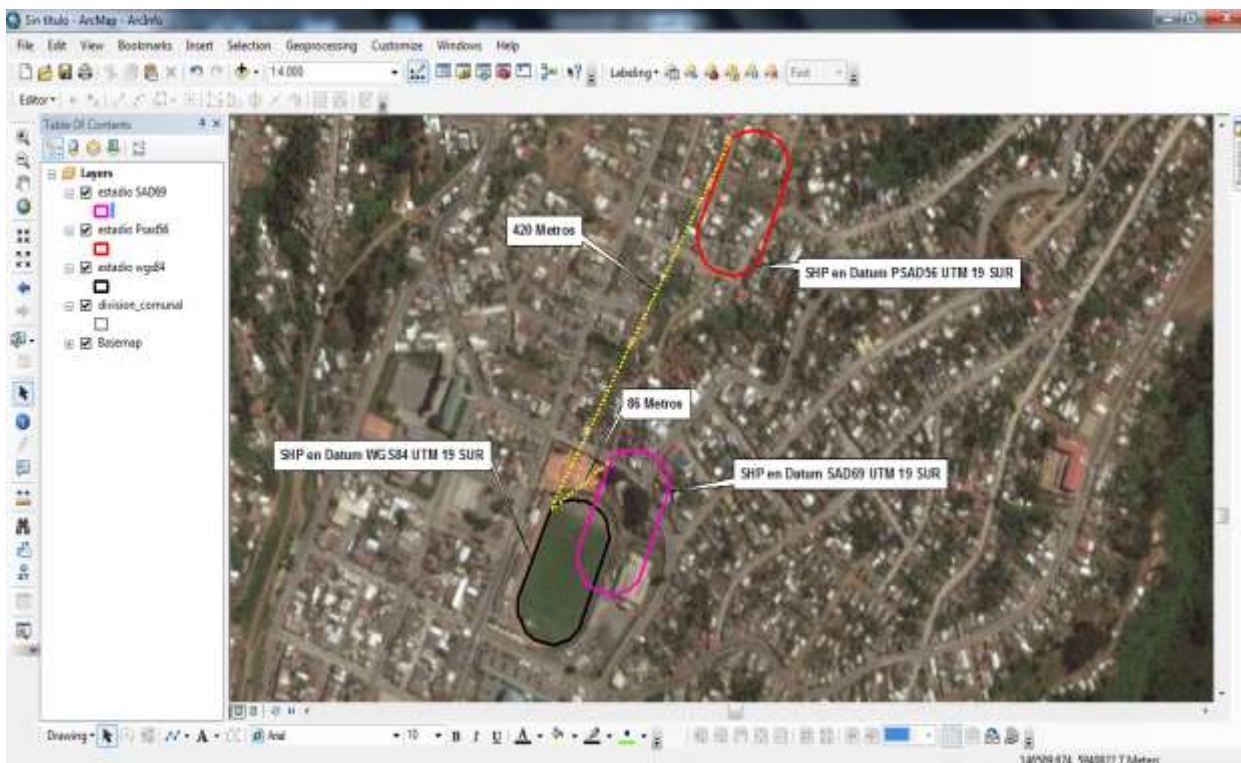 Sin título - ArcMap - ArcInfo
File Edit View Bookmarks Insert Selection Geoprocessing Customize Windows Help
1:4.000
Labeling
Fast
Editor
Table Of Contents
Layers
estadio SAD69
estadio Psad56
estadio wgs84
division_comunal
Basemap
420 Metros
SHP en Datum PSAD56 UTM 19 SUR
86 Metros
SHP en Datum WGS84 UTM 19 SUR
SHP en Datum SAD69 UTM 19 SUR
Drawing
A
Arial
10
B I U A
Meters